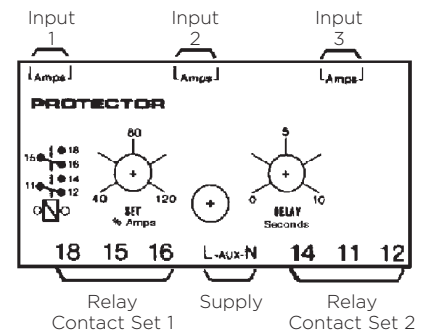 Input 1
Input 2
Input 3
Amps
Amps
Amps
PROTECTOR
15
18
16
11
14
12
80
40
120
SET
% Amps
5
0
10
DELAY
Seconds
18 15 16
L-AUX-N
14 11 12
Relay Contact Set 1
Supply
Relay Contact Set 2